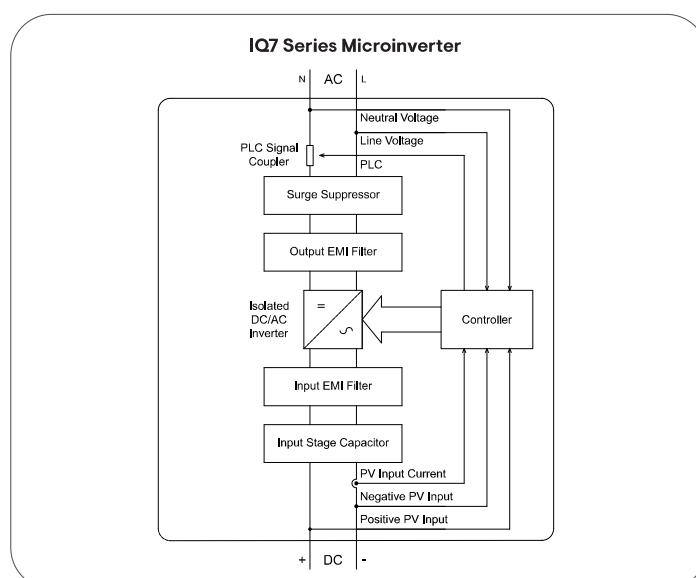 IQ7 Series Microinverter
N AC L
Neutral Voltage
Line Voltage
PLC Signal
Coupler
PLC
Surge Suppressor
Output EMI Filter
Isolated
DC/AC
Inverter
Controller
Input EMI Filter
Input Stage Capacitor
PV Input Current
Negative PV Input
Positive PV Input
+ DC -